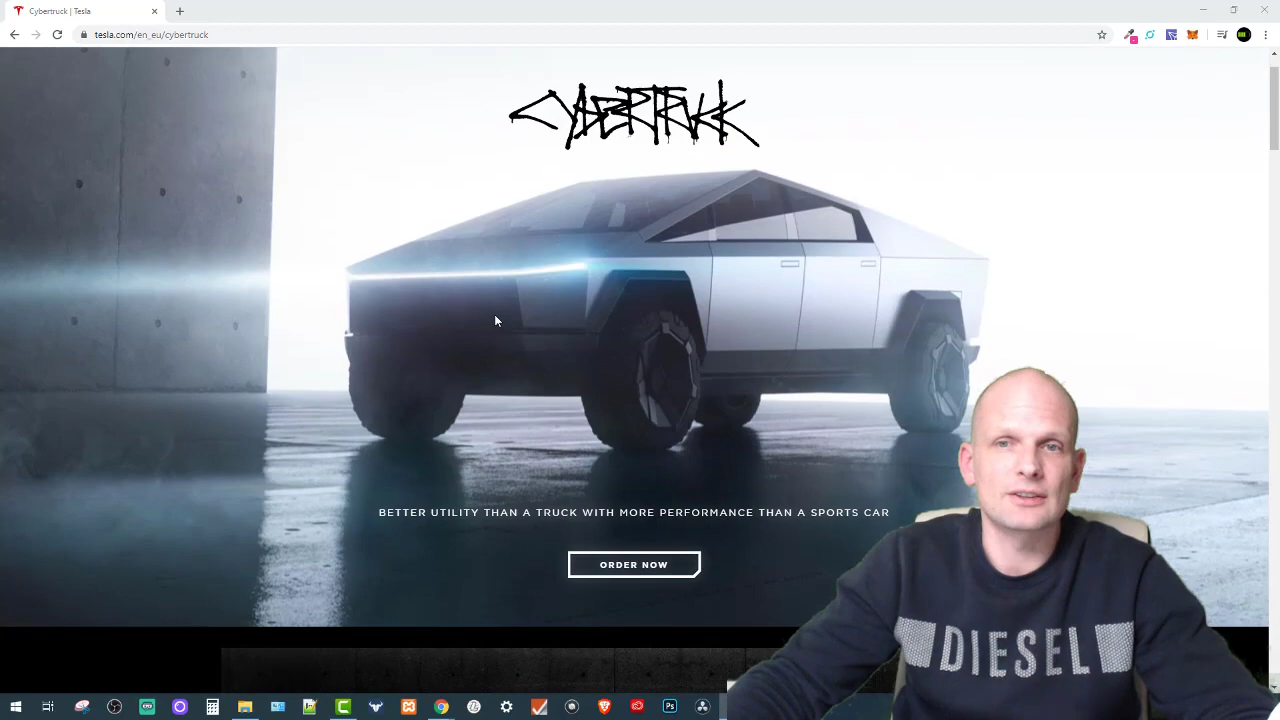 Cybertruck | Tesla
tesla.com/en_eu/cybertruck
CYBERTRUCK
BETTER UTILITY THAN A TRUCK WITH MORE PERFORMANCE THAN A SPORTS CAR
ORDER NOW
DIESEL
Ps